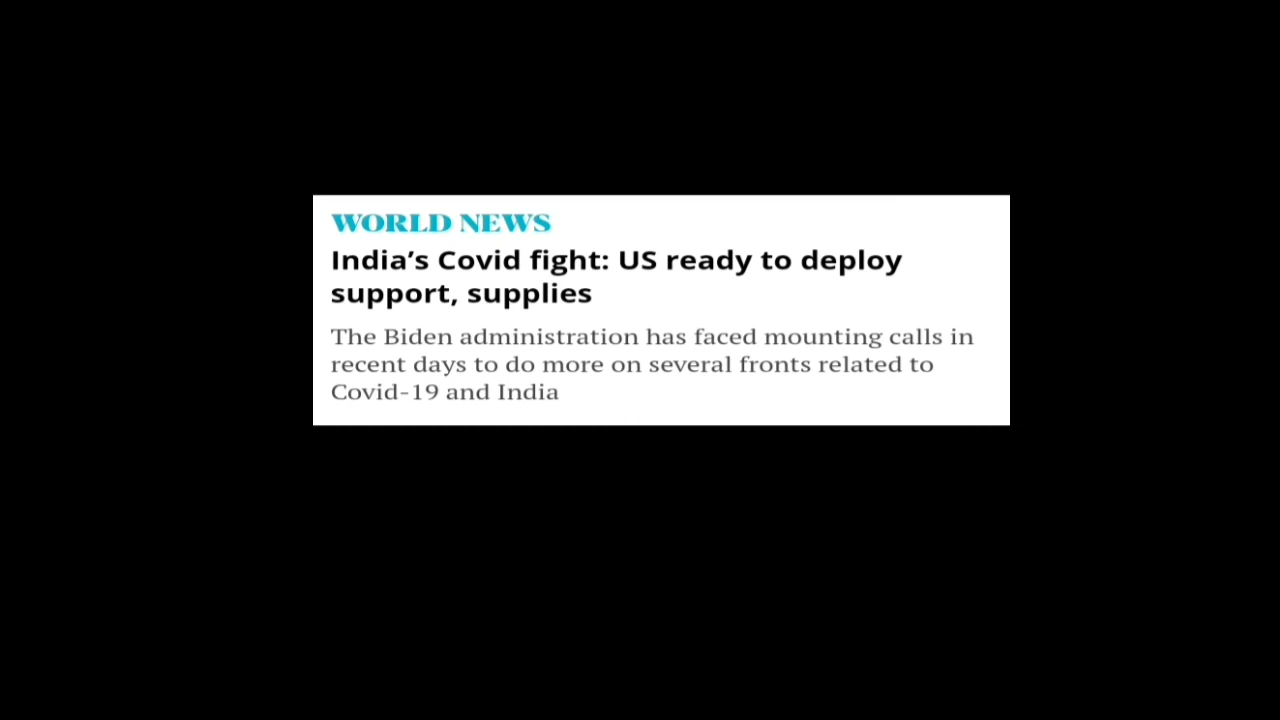 WORLD NEWS
India’s Covid fight: US ready to deploy
support, supplies
The Biden administration has faced mounting calls in
recent days to do more on several fronts related to
Covid-19 and India